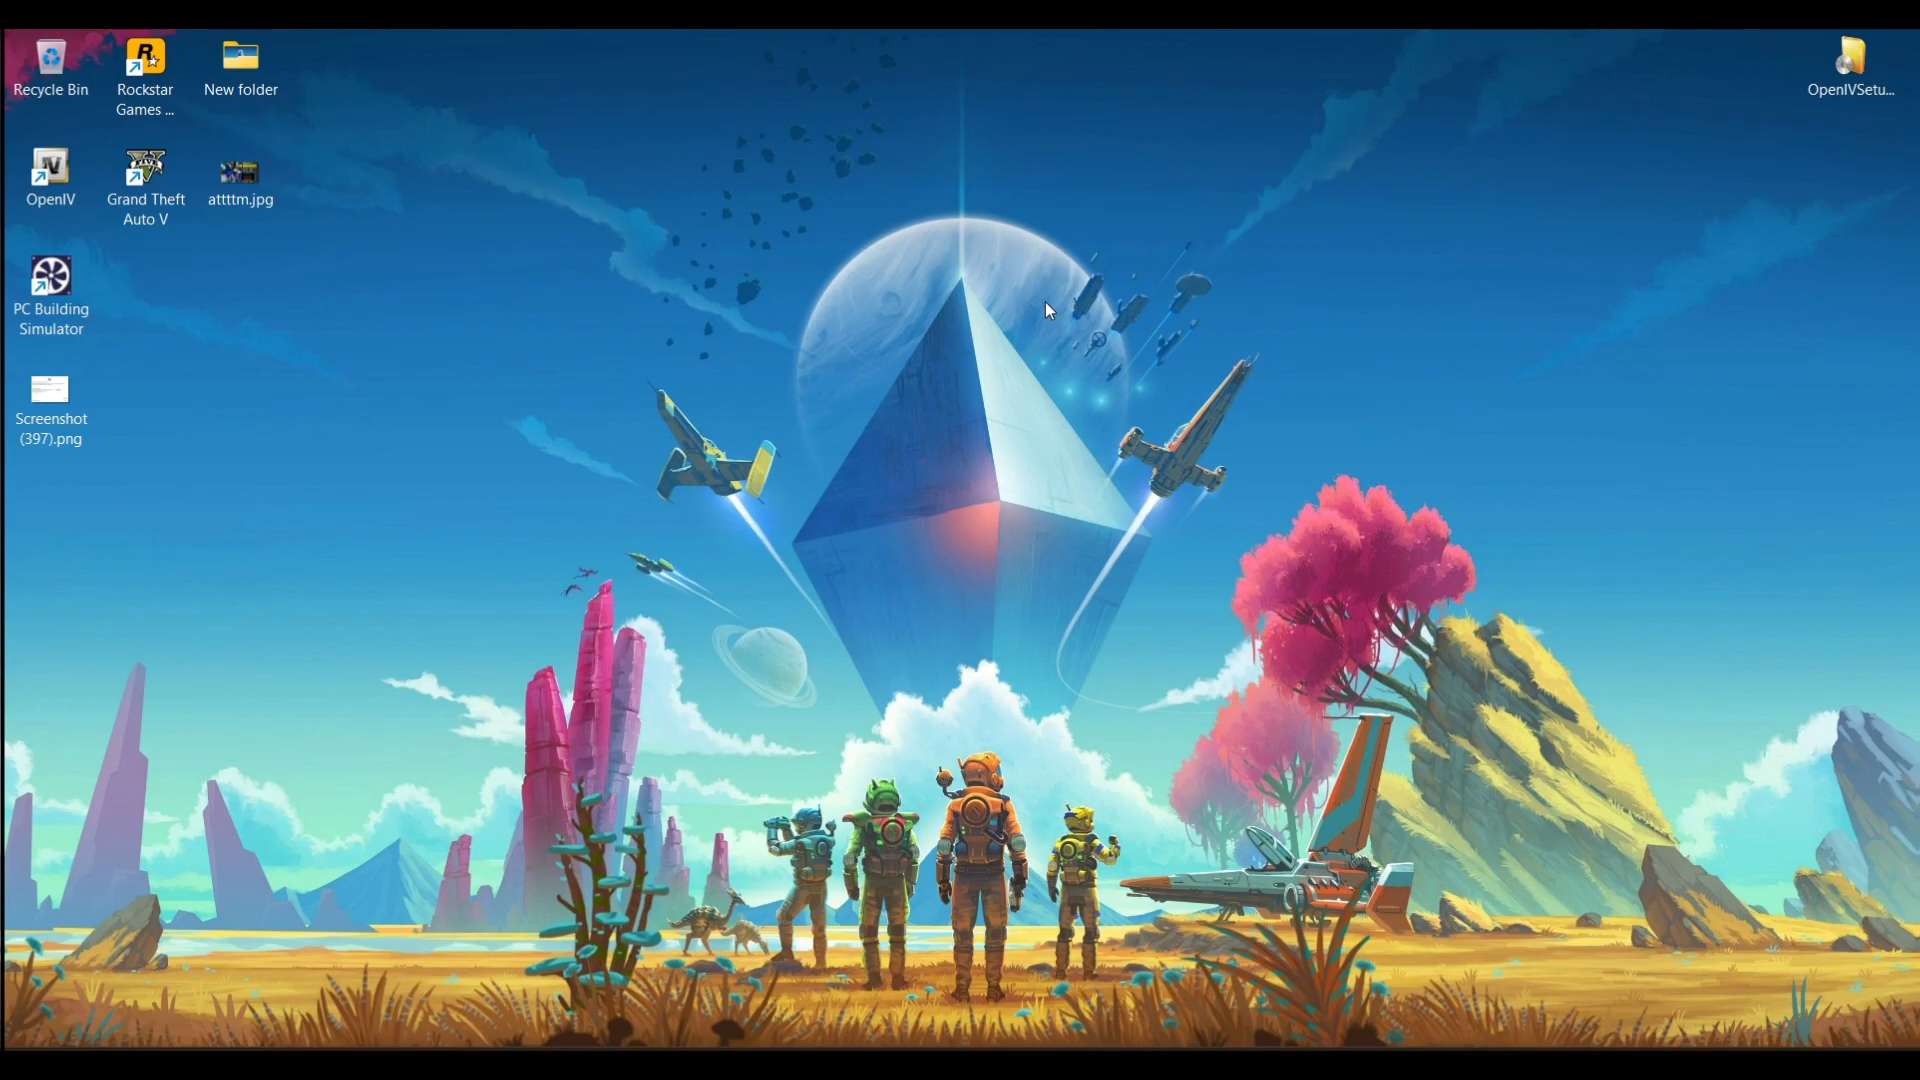 Recycle Bin
Rockstar
Games ...
New folder
OpenIVSetu...
OpenIV
Grand Theft
Auto V
attttm.jpg
PC Building
Simulator
Screenshot
(397).png